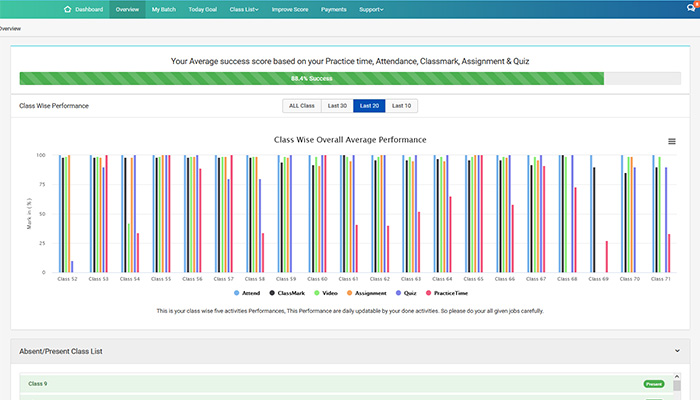 Dashboard Overview My Batch Today Goal Class List Improve Score Payments Support
Overview
Your Average success score based on your Practice time, Attendance, Classmark, Assignment & Quiz
88.4% Success
Class Wise Performance ALL Class Last 30 Last 20 Last 10
Class Wise Overall Average Performance
100
75
50
25
0
Mark in (%)
Class 52 Class 53 Class 54 Class 55 Class 56 Class 57 Class 58 Class 59 Class 60 Class 61 Class 62 Class 63 Class 64 Class 65 Class 66 Class 67 Class 68 Class 69 Class 70 Class 71
Attend ClassMark Video Assignment Quiz PracticeTime
This is your class wise five activities Performances, This Performance are daily updatable by your done activities. So please do your all given jobs carefully.
Absent/Present Class List
Class 9 Present